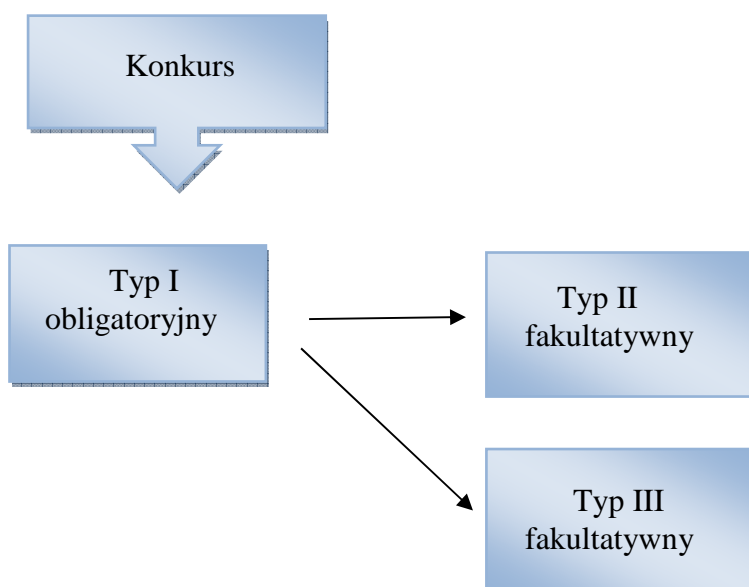 Konkurs
Typ I
obligatoryjny
Typ II
fakultatywny
Typ III
fakultatywny